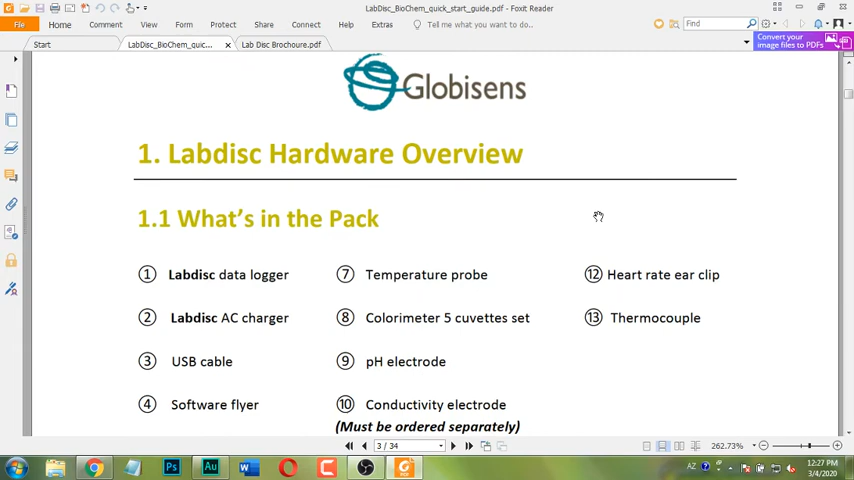 LabDisc_BioChem_quick_start_guide.pdf - Foxit Reader
File Home Comment View Form Protect Share Connect Help Extras Tell me what you want to do... Find
Start LabDisc_BioChem_quic... Lab Disc Brochoure.pdf
Convert your
image files to PDFs
Globisens
1. Labdisc Hardware Overview
1.1 What's in the Pack
1 Labdisc data logger
2 Labdisc AC charger
3 USB cable
4 Software flyer
7 Temperature probe
8 Colorimeter 5 cuvettes set
9 pH electrode
10 Conductivity electrode
(Must be ordered separately)
12 Heart rate ear clip
13 Thermocouple
3 / 34
262.73%
AZ
12:27 PM
3/4/2020